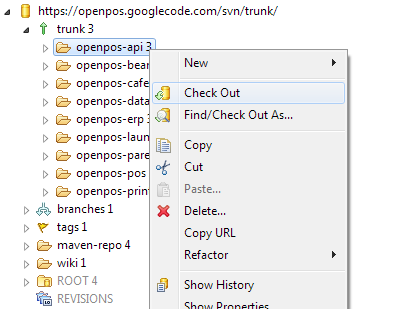 https://openpos.googlecode.com/svn/trunk/
trunk 3
openpos-api 3
openpos-bear
openpos-cafe
openpos-data
openpos-erp 3
openpos-laun
openpos-pare
openpos-pos
openpos-print
branches 1
tags 1
maven-repo 4
wiki 1
ROOT 4
REVISIONS
New
Check Out
Find/Check Out As...
Copy
Cut
Paste...
Delete...
Copy URL
Refactor
Show History
Show Properties